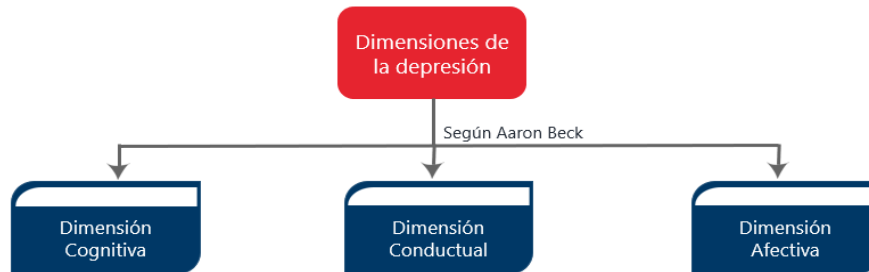 Dimensiones de
la depresión
Según Aaron Beck
Dimensión
Cognitiva
Dimensión
Conductual
Dimensión
Afectiva